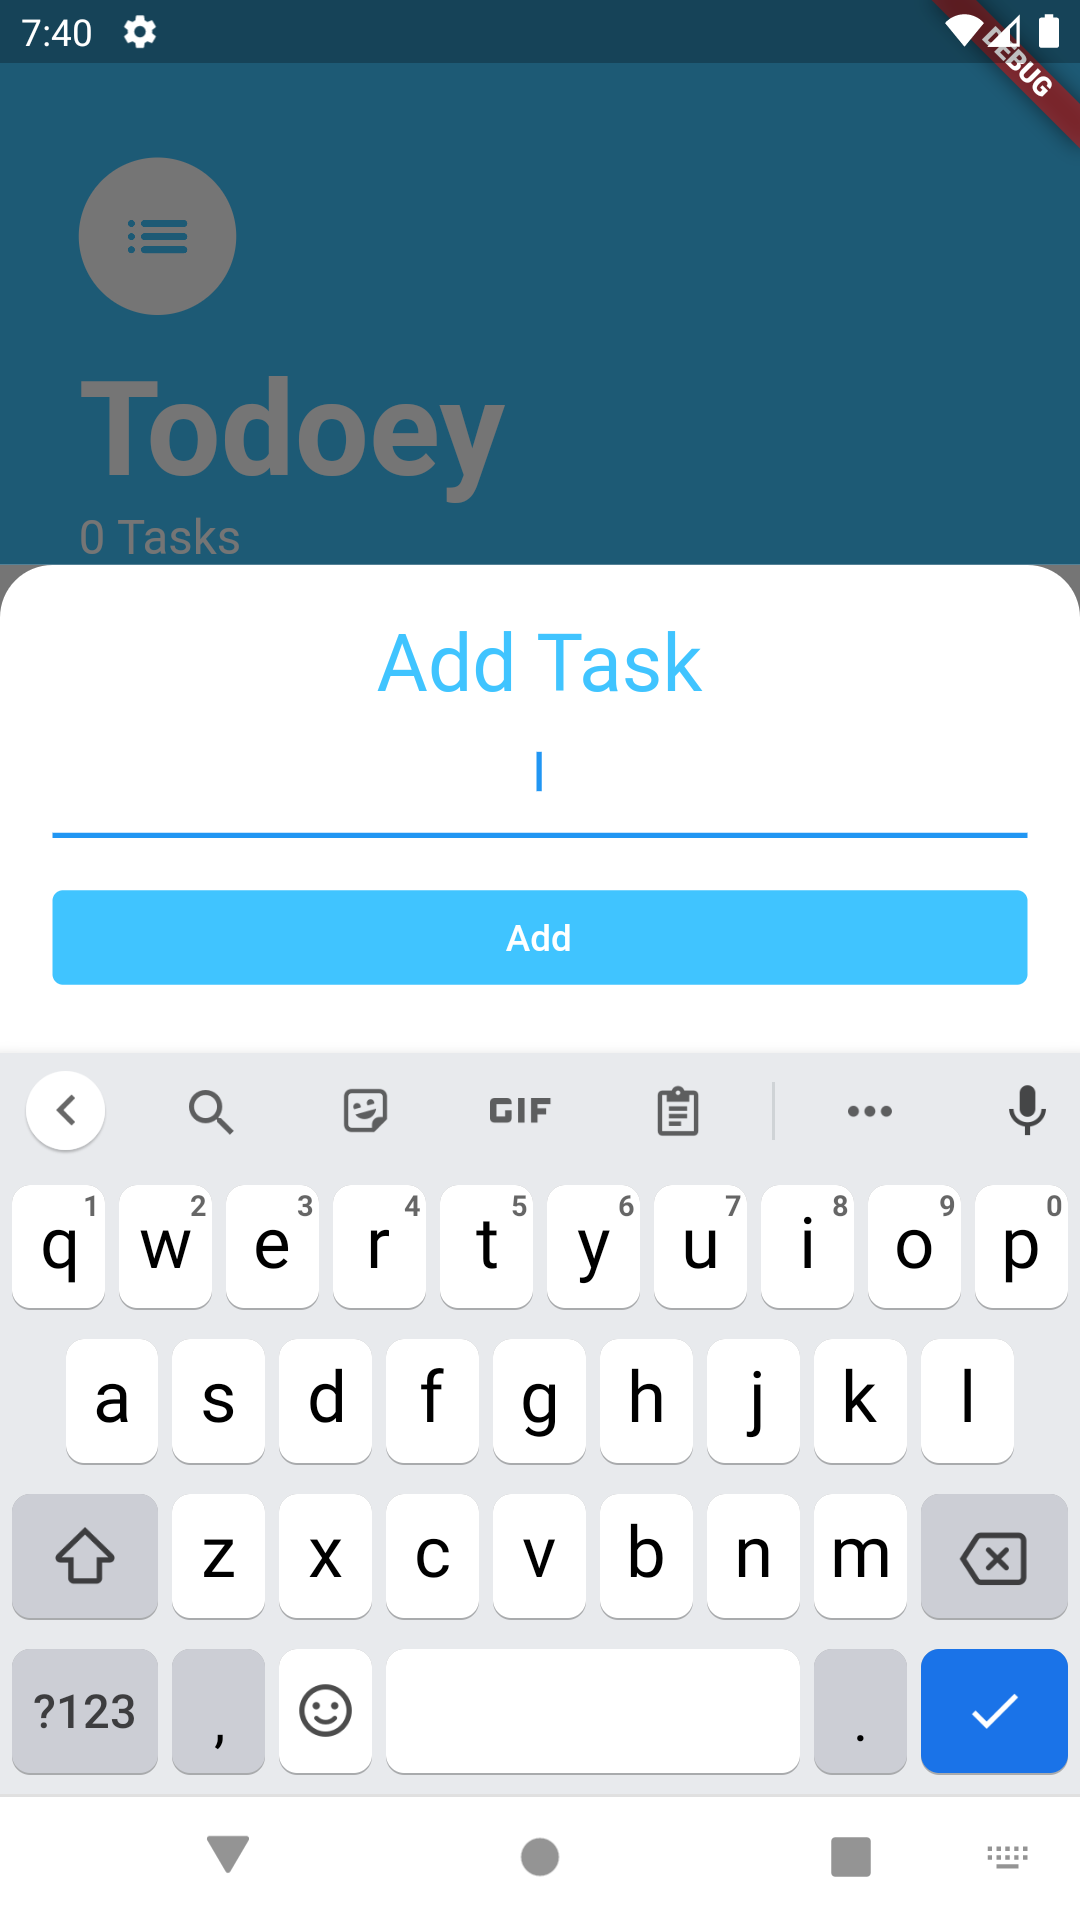 7:40
DEBUG
Todoey
0 Tasks
Add Task
Add
GIF
q 1 w 2 e 3 r 4 t 5 y 6 u 7 i 8 o 9 p 0
a s d f g h j k l
z x c v b n m
?123 , .